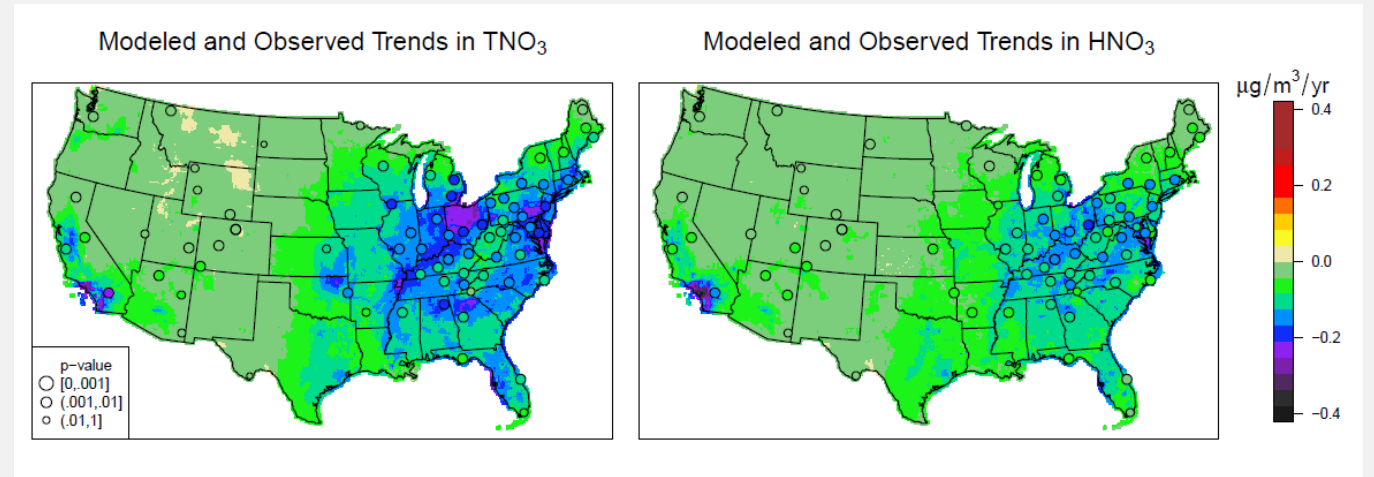 Modeled and Observed Trends in TNO₃
Modeled and Observed Trends in HNO₃
μg/m³/yr
0.4
0.2
0.0
−0.2
−0.4
p−value
[0,.001]
(.001,.01]
(.01,1]